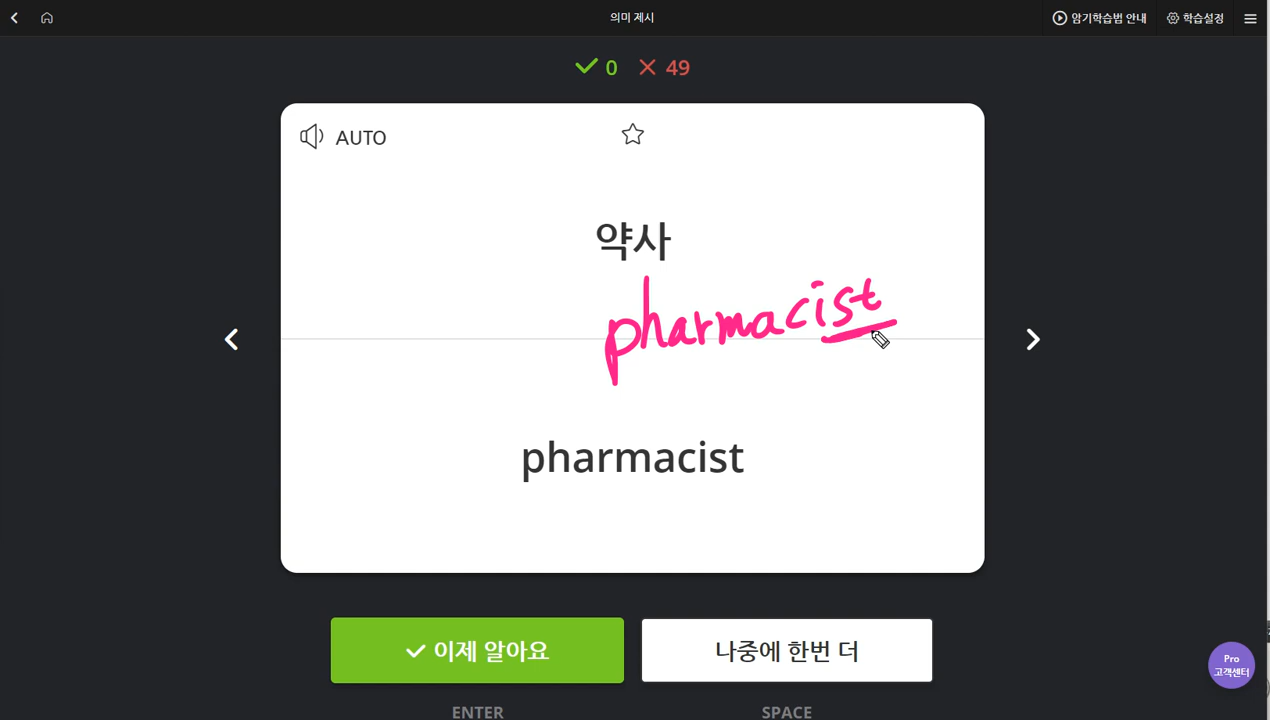 의미 제시
암기학습법 안내
학습설정
0
49
AUTO
약사
pharmacist
pharmacist
이제 알아요
나중에 한번 더
ENTER
SPACE
Pro
고객센터